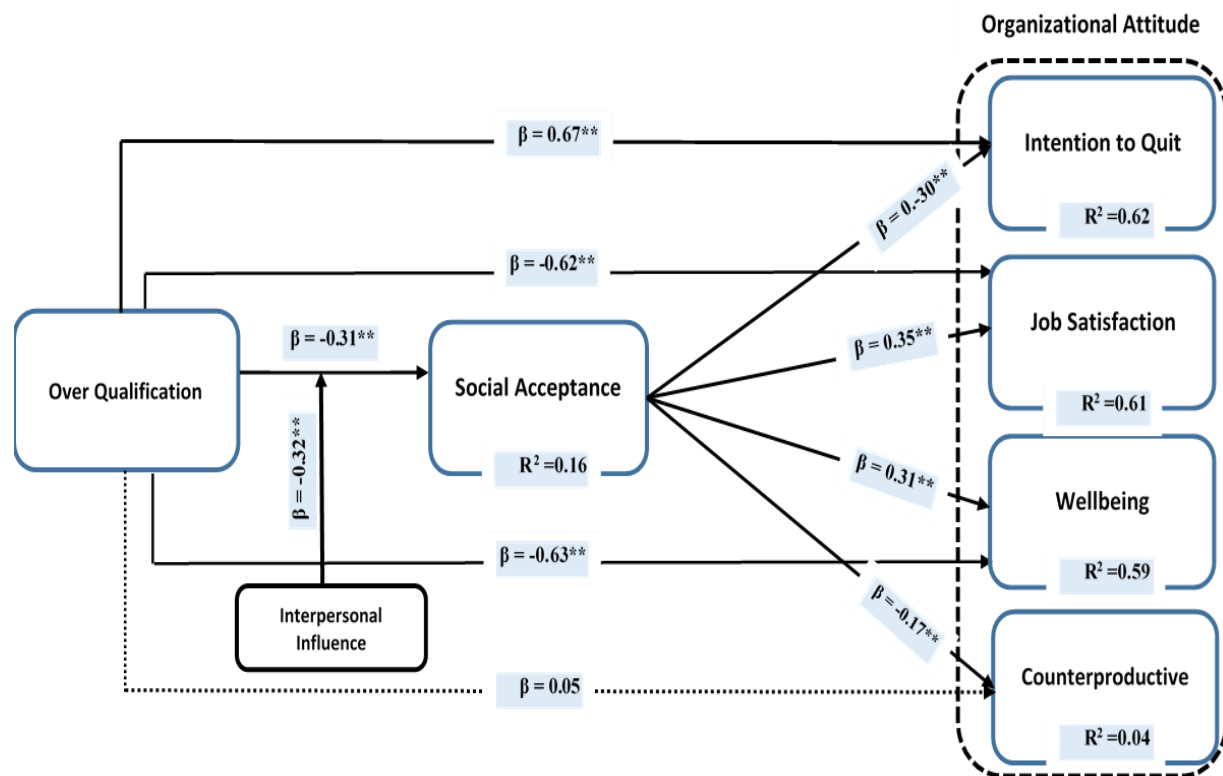 Organizational Attitude
β = 0.67**
Intention to Quit
R² =0.62
β = 0.-30**
β = -0.62**
Job Satisfaction
R² =0.61
β = 0.35**
β = -0.31**
Over Qualification
Social Acceptance
R² =0.16
β = -0.32**
β = 0.31**
Wellbeing
R² =0.59
β = -0.63**
Interpersonal
Influence
β = -0.17**
β = 0.05
Counterproductive
R² =0.04